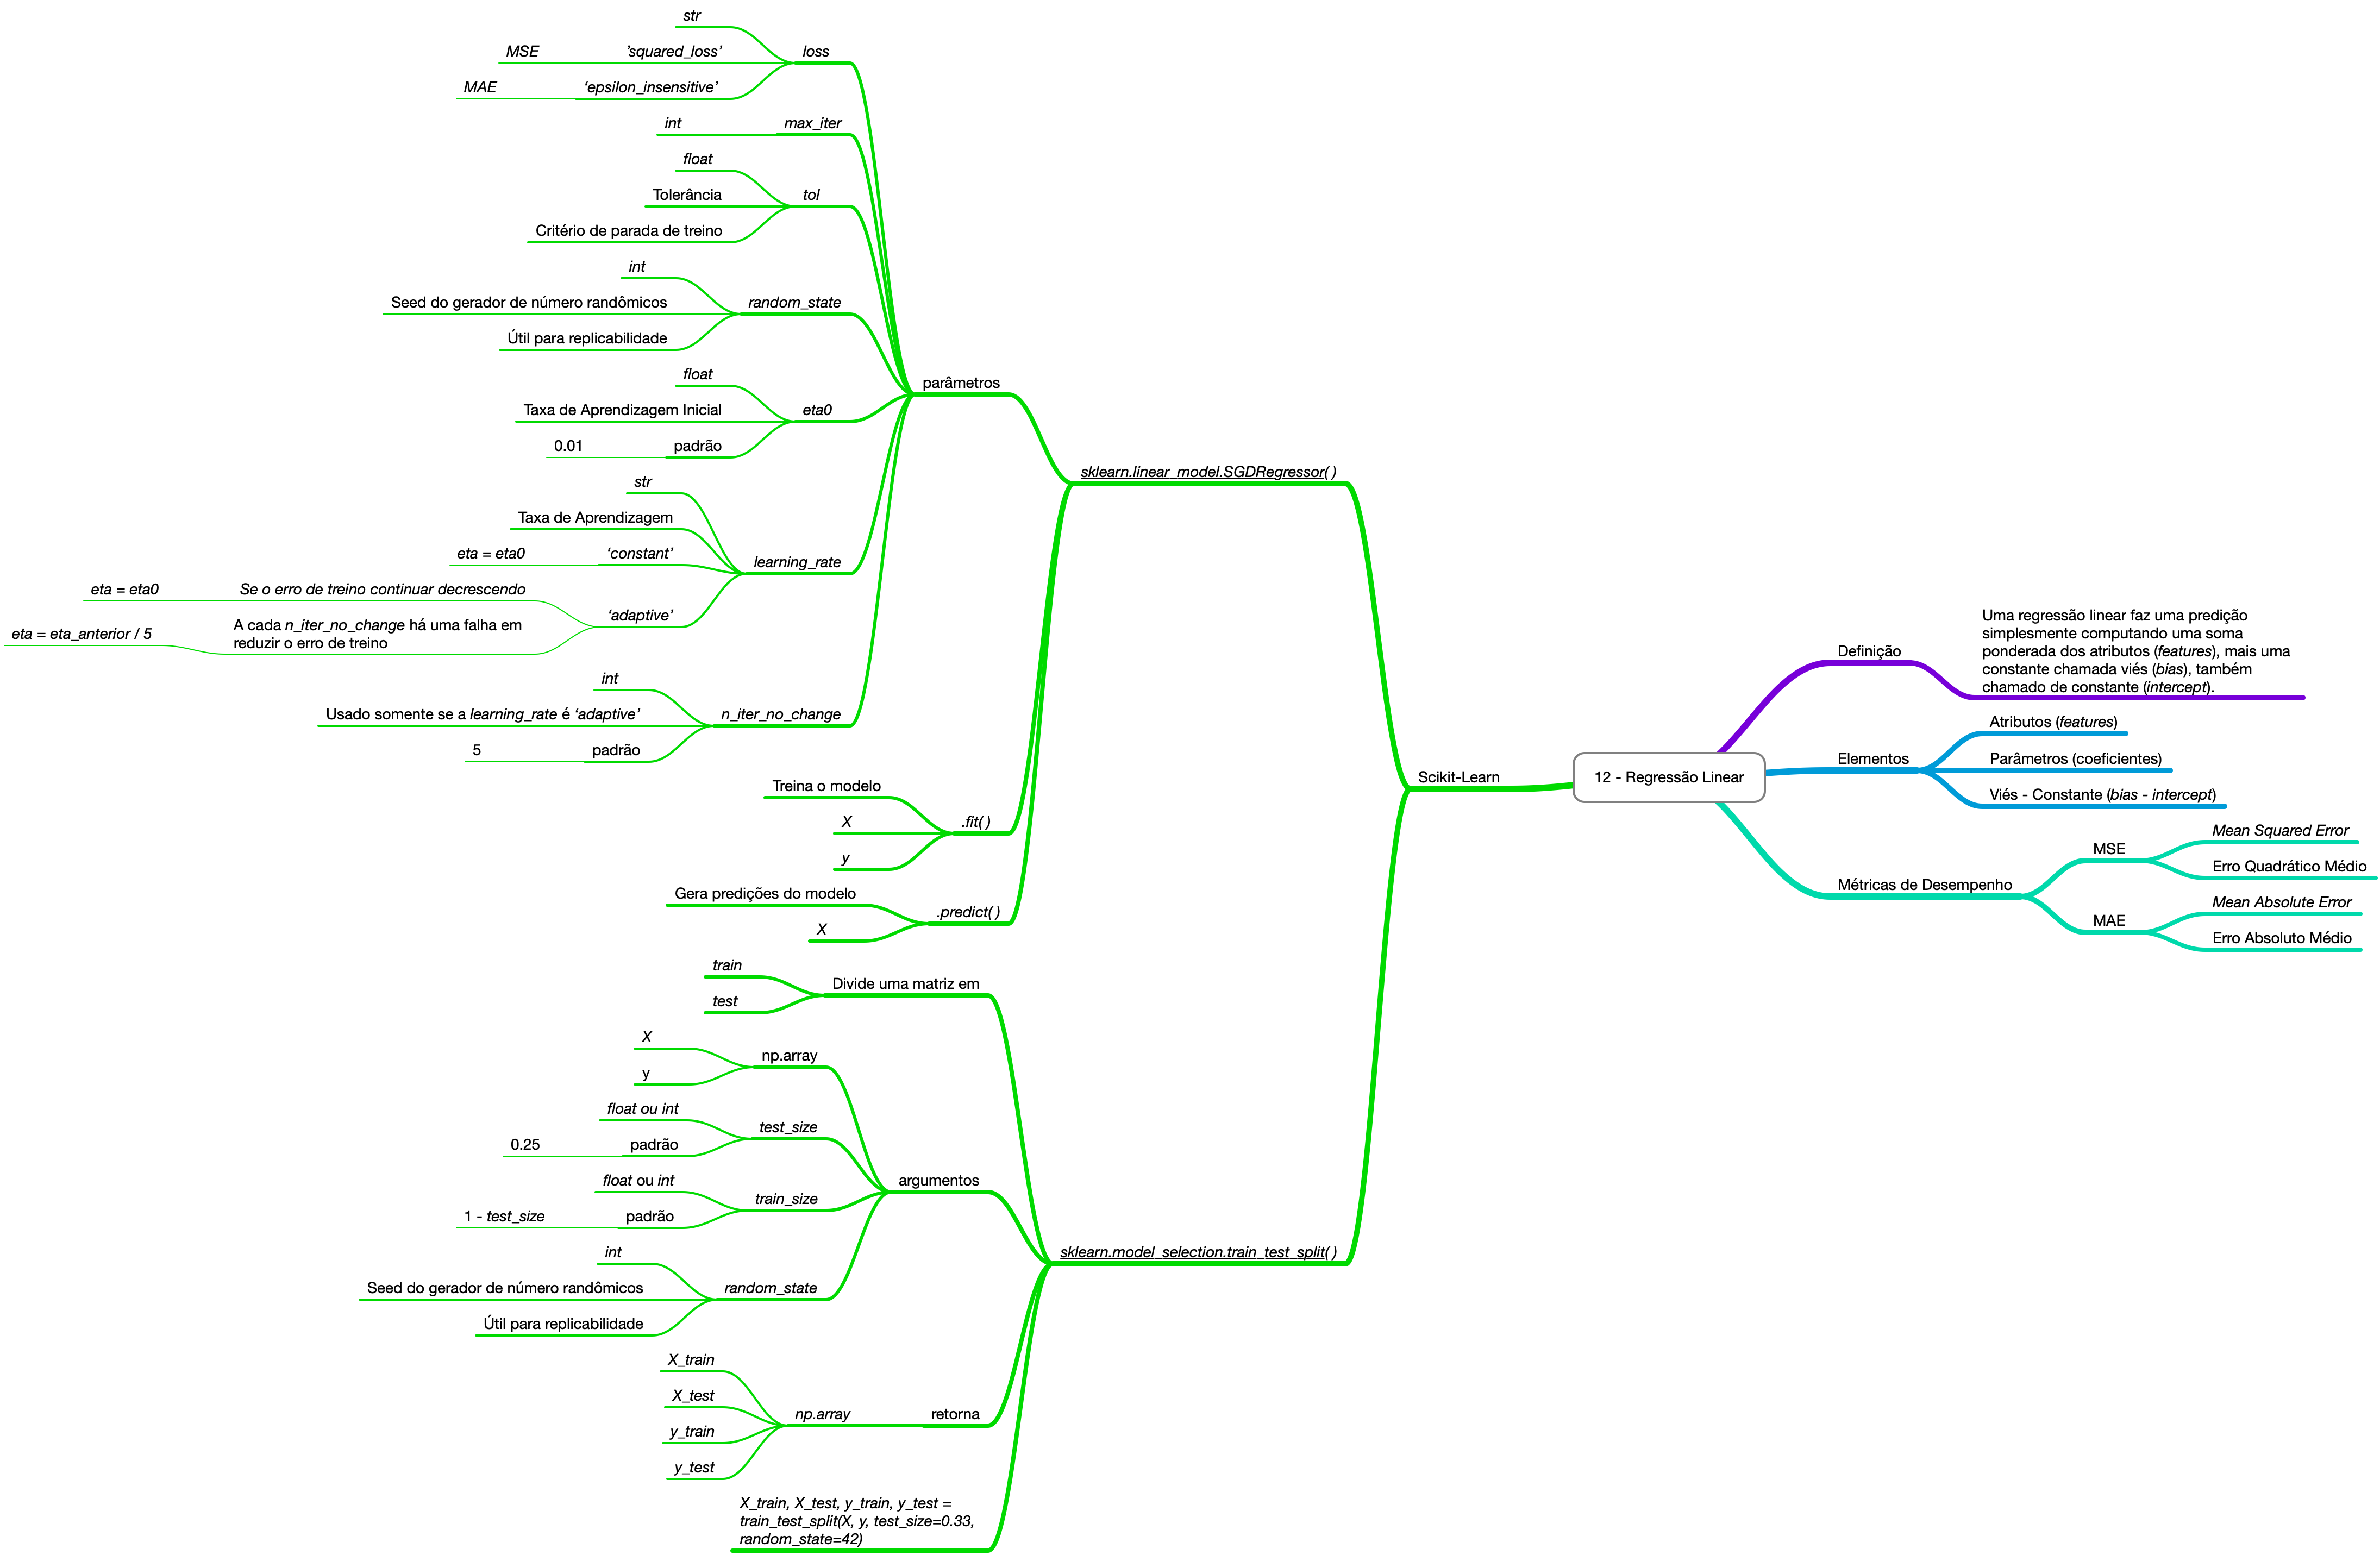 12 - Regressão Linear
Definição
Uma regressão linear faz uma predição
simplesmente computando uma soma
ponderada dos atributos (features), mais uma
constante chamada viés (bias), também
chamado de constante (intercept).
Elementos
Atributos (features)
Parâmetros (coeficientes)
Viés - Constante (bias - intercept)
Métricas de Desempenho
MSE
Mean Squared Error
Erro Quadrático Médio
MAE
Mean Absolute Error
Erro Absoluto Médio
Scikit-Learn
sklearn.linear_model.SGDRegressor( )
parâmetros
loss
str
’squared_loss’
MSE
‘epsilon_insensitive’
MAE
max_iter
int
tol
float
Tolerância
Critério de parada de treino
random_state
int
Seed do gerador de número randômicos
Útil para replicabilidade
eta0
float
Taxa de Aprendizagem Inicial
padrão
0.01
learning_rate
str
Taxa de Aprendizagem
‘constant’
eta = eta0
‘adaptive’
Se o erro de treino continuar decrescendo
eta = eta0
A cada n_iter_no_change há uma falha em
reduzir o erro de treino
eta = eta_anterior / 5
n_iter_no_change
int
Usado somente se a learning_rate é ‘adaptive’
padrão
5
.fit( )
Treina o modelo
X
y
.predict( )
Gera predições do modelo
X
sklearn.model_selection.train_test_split( )
Divide uma matriz em
train
test
argumentos
np.array
X
y
test_size
float ou int
padrão
0.25
train_size
float ou int
padrão
1 - test_size
random_state
int
Seed do gerador de número randômicos
Útil para replicabilidade
retorna
np.array
X_train
X_test
y_train
y_test
X_train, X_test, y_train, y_test =
train_test_split(X, y, test_size=0.33,
random_state=42)